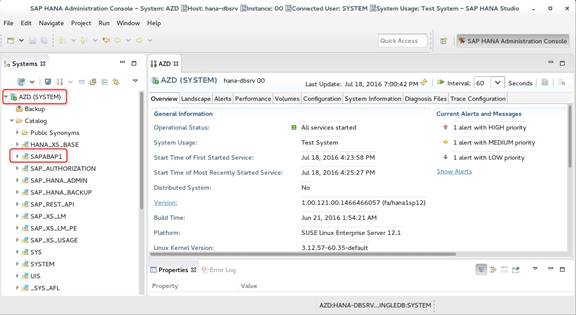 SAP HANA Administration Console – System: AZD Host: hana-dbsrv Instance: 00 Connected User: SYSTEM System Usage: Test System – SAP HANA Studio
File Edit Navigate Project Run Window Help
Quick Access
SAP HANA Administration Console
Systems
AZD (SYSTEM)
Backup
Catalog
Public Synonyms
HANA_XS_BASE
SAPABAP1
SAP_AUTHORIZATION
SAP_HANA_ADMIN
SAP_HANA_BACKUP
SAP_REST_API
SAP_XS_LM
SAP_XS_LM_PE
SAP_XS_USAGE
SYS
SYSTEM
UIS
_SYS_AFL
AZD
AZD (SYSTEM) hana-dbsrv 00
Last Update: Jul 18, 2016 7:00:42 PM
Interval: 60 Seconds
Overview Landscape Alerts Performance Volumes Configuration System Information Diagnosis Files Trace Configuration
General Information
Operational Status: All services started
System Usage: Test System
Start Time of First Started Service: Jul 18, 2016 4:23:58 PM
Start Time of Most Recently Started Service: Jul 18, 2016 4:25:27 PM
Distributed System: No
Version: 1.00.121.00.1466466057 (fa/hana1sp12)
Build Time: Jun 21, 2016 1:54:21 AM
Platform: SUSE Linux Enterprise Server 12.1
Linux Kernel Version: 3.12.57-60.35-default
Current Alerts and Messages
1 alert with HIGH priority
1 alert with MEDIUM priority
1 alert with LOW priority
Show Alerts
Properties Error Log
Property Value
AZD:HANA-DBSRV...INGLEDB:SYSTEM